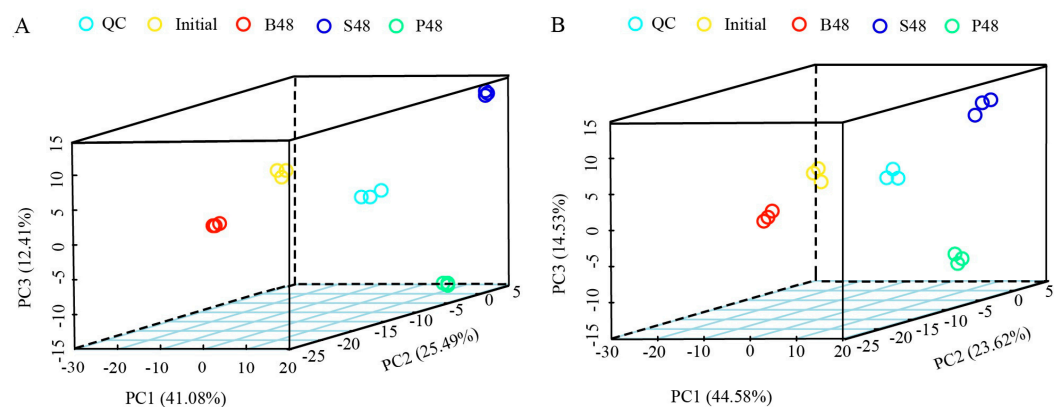 A
QC Initial B48 S48 P48
PC3 (12.41%)
15
10
5
0
-5
-10
-15
-30 -20 -10 0 10 20
PC1 (41.08%)
-25 -20 -15 -10 -5 0 5
PC2 (25.49%)
B
QC Initial B48 S48 P48
PC3 (14.53%)
15
10
5
0
-5
-10
-15
-30 -20 -10 0 10 20
PC1 (44.58%)
-25 -20 -15 -10 -5 0 5
PC2 (23.62%)